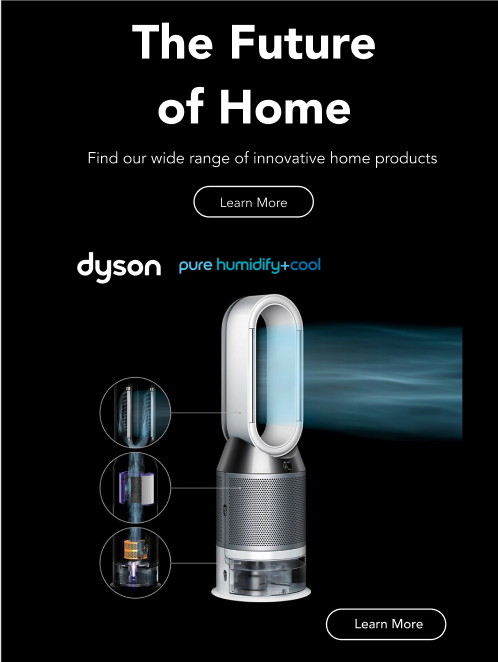 The Future
of Home
Find our wide range of innovative home products
Learn More
dyson pure humidify+cool
Learn More